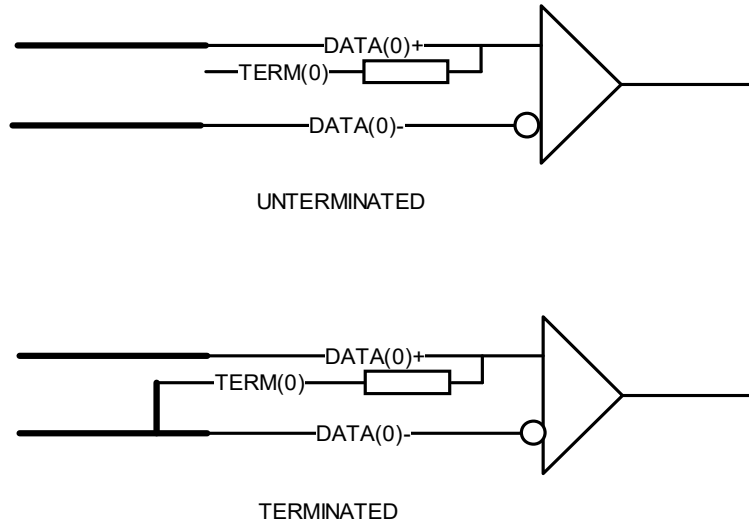 DATA(0)+
TERM(0)
DATA(0)-
UNTERMINATED
DATA(0)+
TERM(0)
DATA(0)-
TERMINATED